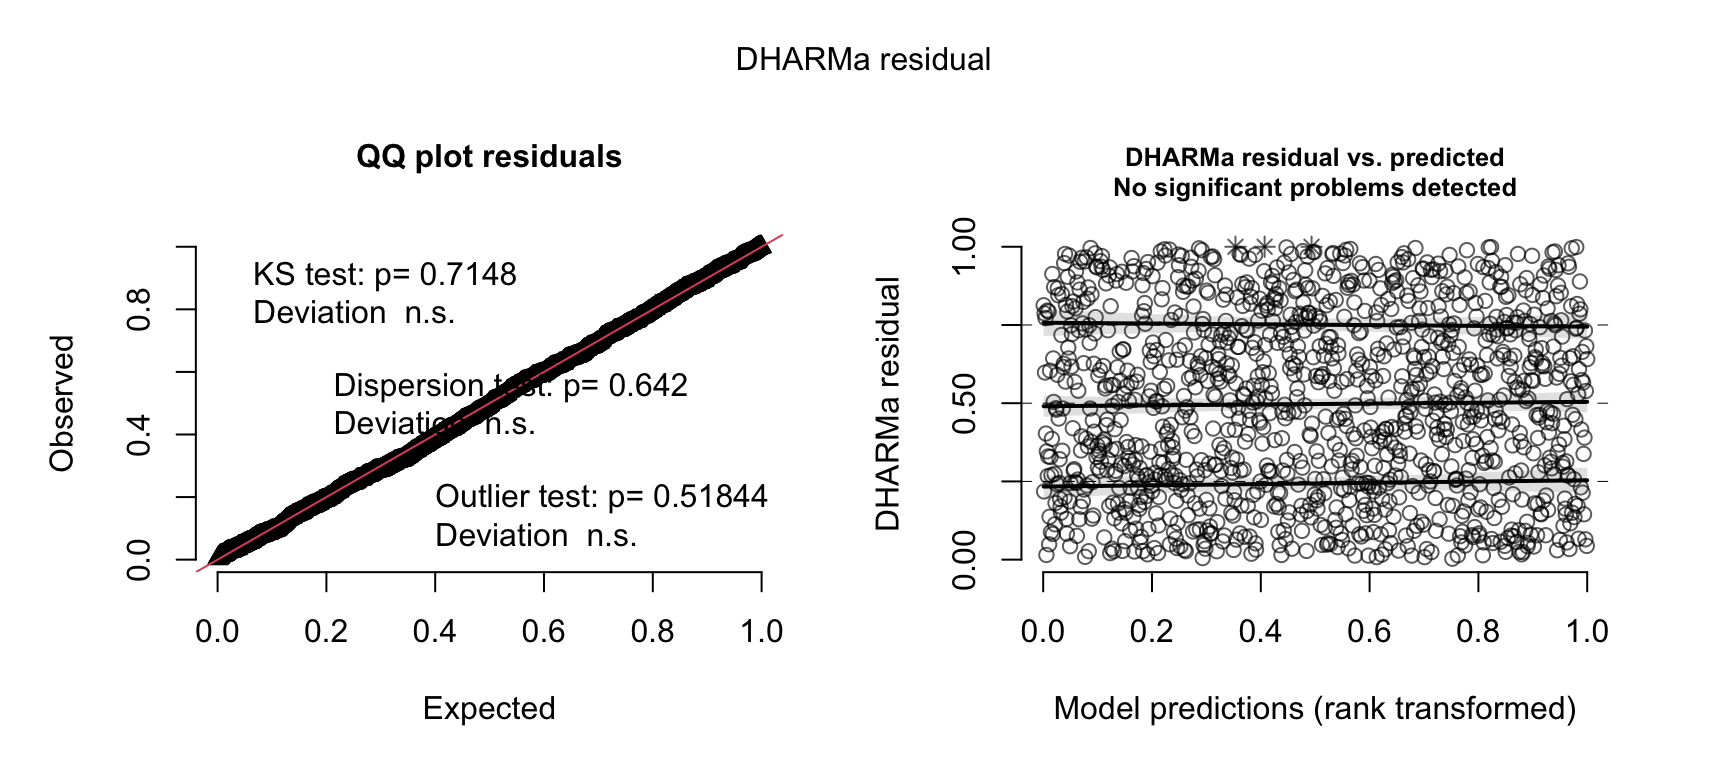 DHARMa residual
QQ plot residuals
KS test: p= 0.7148
Deviation  n.s.
Dispersion test: p= 0.642
Deviation  n.s.
Outlier test: p= 0.51844
Deviation  n.s.
Observed
0.0
0.4
0.8
0.0 0.2 0.4 0.6 0.8 1.0
Expected
DHARMa residual vs. predicted
No significant problems detected
DHARMa residual
0.00
0.50
1.00
0.0 0.2 0.4 0.6 0.8 1.0
Model predictions (rank transformed)